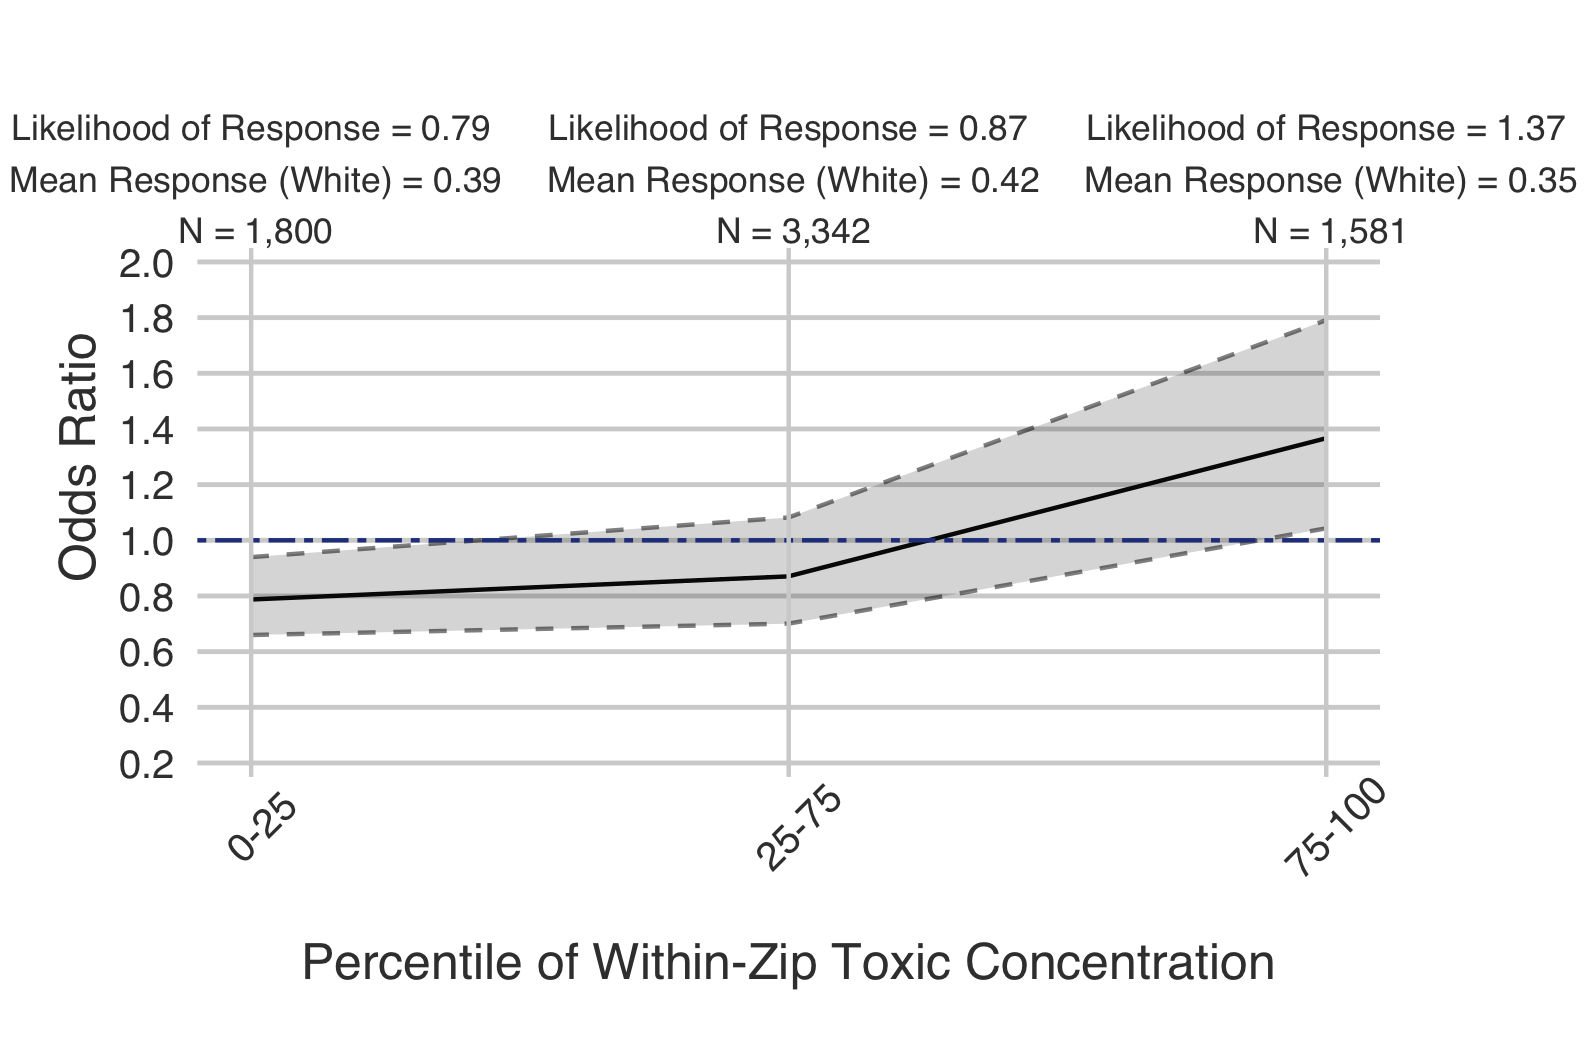 Likelihood of Response = 0.79 Likelihood of Response = 0.87 Likelihood of Response = 1.37
Mean Response (White) = 0.39 Mean Response (White) = 0.42 Mean Response (White) = 0.35
N = 1,800 N = 3,342 N = 1,581
Odds Ratio
2.0
1.8
1.6
1.4
1.2
1.0
0.8
0.6
0.4
0.2
0-25 25-75 75-100
Percentile of Within-Zip Toxic Concentration